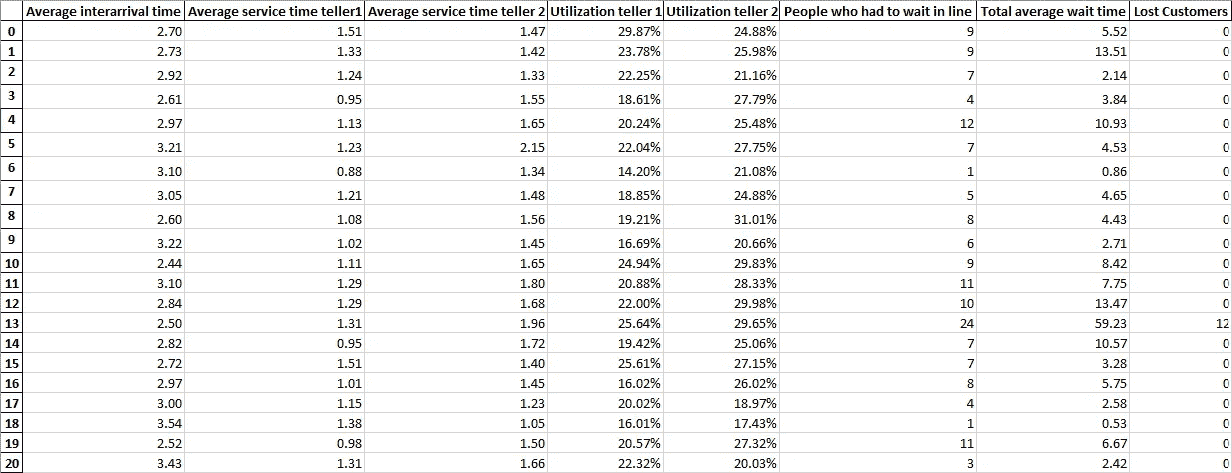 Average interarrival time Average service time teller1 Average service time teller 2 Utilization teller 1 Utilization teller 2 People who had to wait in line Total average wait time Lost Customers
0 2.70 1.51 1.47 29.87% 24.88% 9 5.52 0
1 2.73 1.33 1.42 23.78% 25.98% 9 13.51 0
2 2.92 1.24 1.33 22.25% 21.16% 7 2.14 0
3 2.61 0.95 1.55 18.61% 27.79% 4 3.84 0
4 2.97 1.13 1.65 20.24% 25.48% 12 10.93 0
5 3.21 1.23 2.15 22.04% 27.75% 7 4.53 0
6 3.10 0.88 1.34 14.20% 21.08% 1 0.86 0
7 3.05 1.21 1.48 18.85% 24.88% 5 4.65 0
8 2.60 1.08 1.56 19.21% 31.01% 8 4.43 0
9 3.22 1.02 1.45 16.69% 20.66% 6 2.71 0
10 2.44 1.11 1.65 24.94% 29.83% 9 8.42 0
11 3.10 1.29 1.80 20.88% 28.33% 11 7.75 0
12 2.84 1.29 1.68 22.00% 29.98% 10 13.47 0
13 2.50 1.31 1.96 25.64% 29.65% 24 59.23 12
14 2.82 0.95 1.72 19.42% 25.06% 7 10.57 0
15 2.72 1.51 1.40 25.61% 27.15% 7 3.28 0
16 2.97 1.01 1.45 16.02% 26.02% 8 5.75 0
17 3.00 1.15 1.23 20.02% 18.97% 4 2.58 0
18 3.54 1.38 1.05 16.01% 17.43% 1 0.53 0
19 2.52 0.98 1.50 20.57% 27.32% 11 6.67 0
20 3.43 1.31 1.66 22.32% 20.03% 3 2.42 0